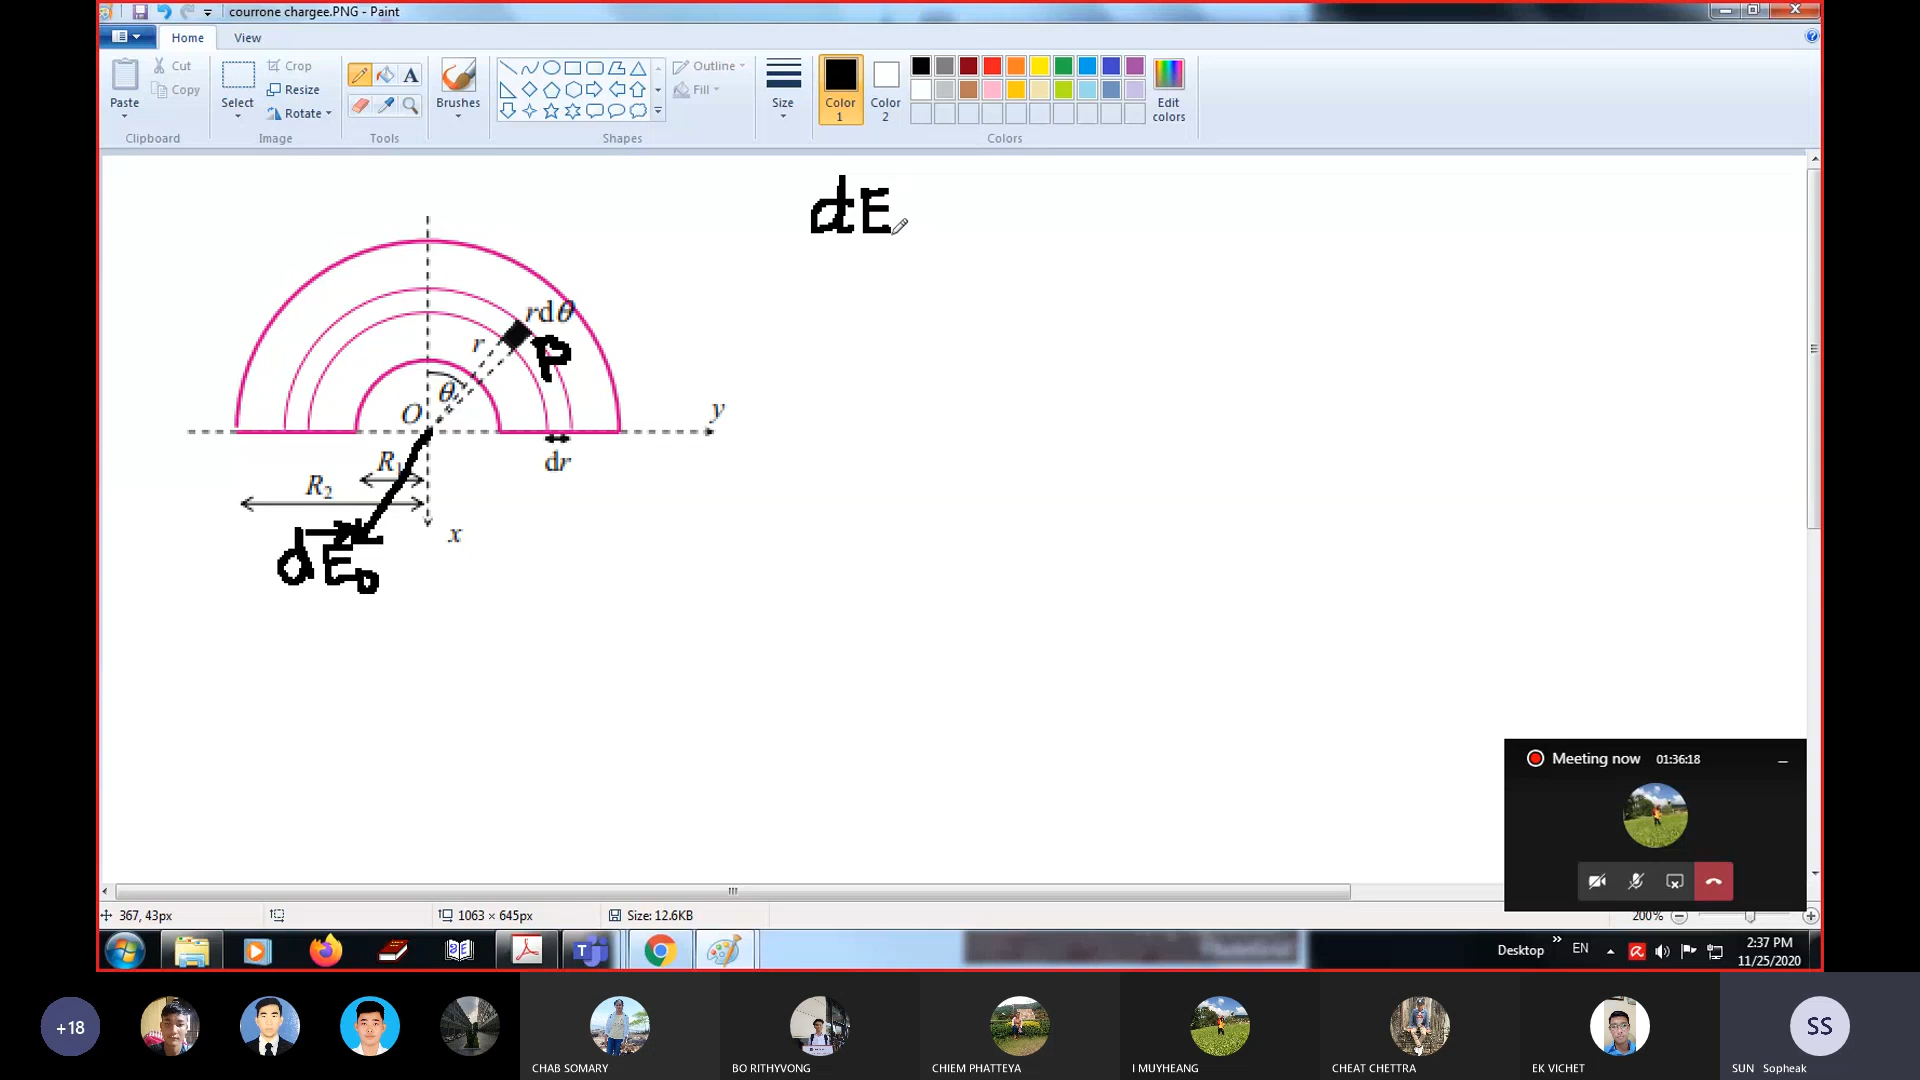 courrone chargee.PNG - Paint
Home View
Paste
Cut
Copy
Clipboard
Select
Crop
Resize
Rotate
Image
A
Tools
Brushes
Shapes
Outline
Fill
Size
Color 1
Color 2
Edit colors
Colors
dE
rdθ
P
r
θ
O
y
R₁
dr
R₂
x
dE₀
Meeting now 01:36:18
367, 43px
1063 × 645px
Size: 12.6KB
200%
Desktop
EN
2:37 PM
11/25/2020
+18
CHAB SOMARY
BO RITHYVONG
CHIEM PHATTEYA
I MUYHEANG
CHEAT CHETTRA
EK VICHET
SS
SUN Sopheak